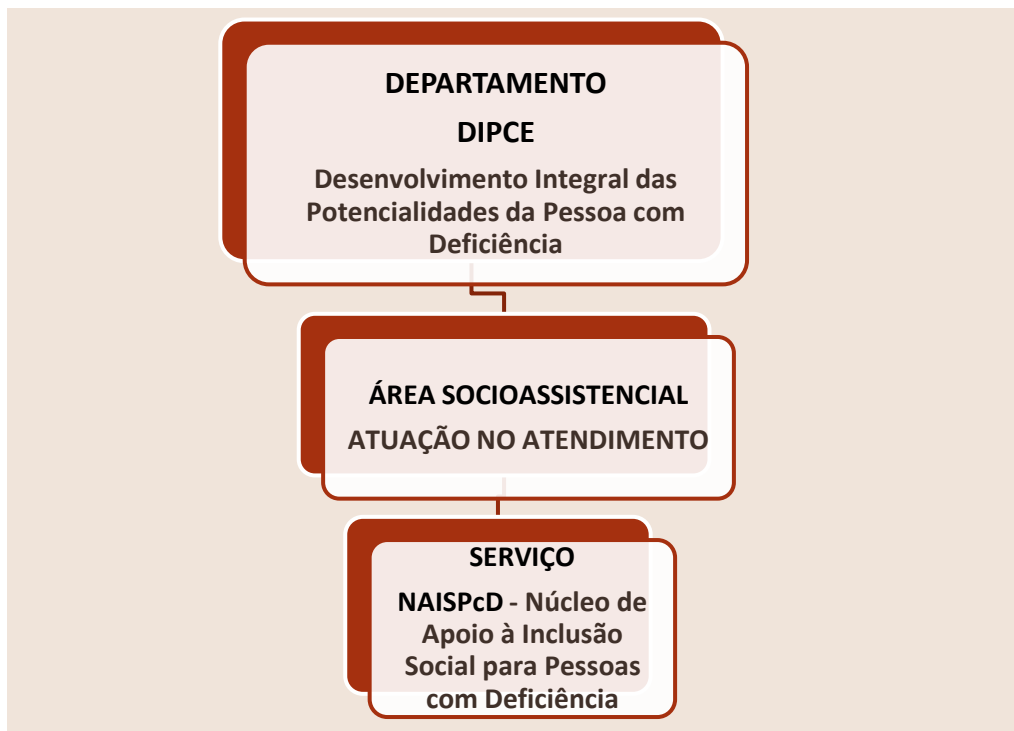 DEPARTAMENTO
DIPCE
Desenvolvimento Integral das
Potencialidades da Pessoa com
Deficiência
ÁREA SOCIOASSISTENCIAL
ATUAÇÃO NO ATENDIMENTO
SERVIÇO
NAISPcD - Núcleo de
Apoio à Inclusão
Social para Pessoas
com Deficiência